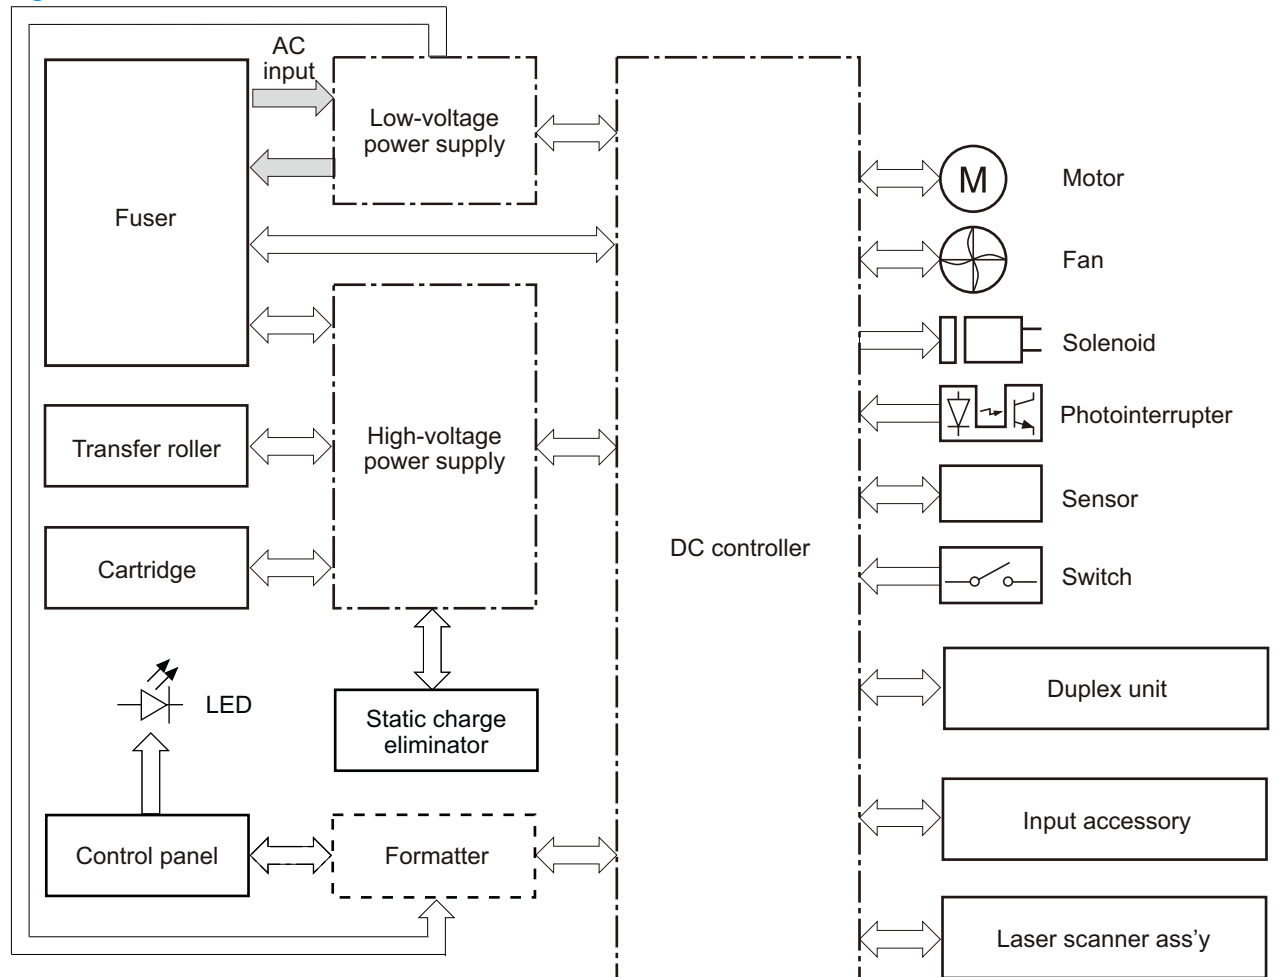 AC
input
Fuser
Low-voltage
power supply
High-voltage
power supply
Transfer roller
Cartridge
LED
Static charge
eliminator
Control panel
Formatter
DC controller
M
Motor
Fan
Solenoid
Photointerrupter
Sensor
Switch
Duplex unit
Input accessory
Laser scanner ass'y